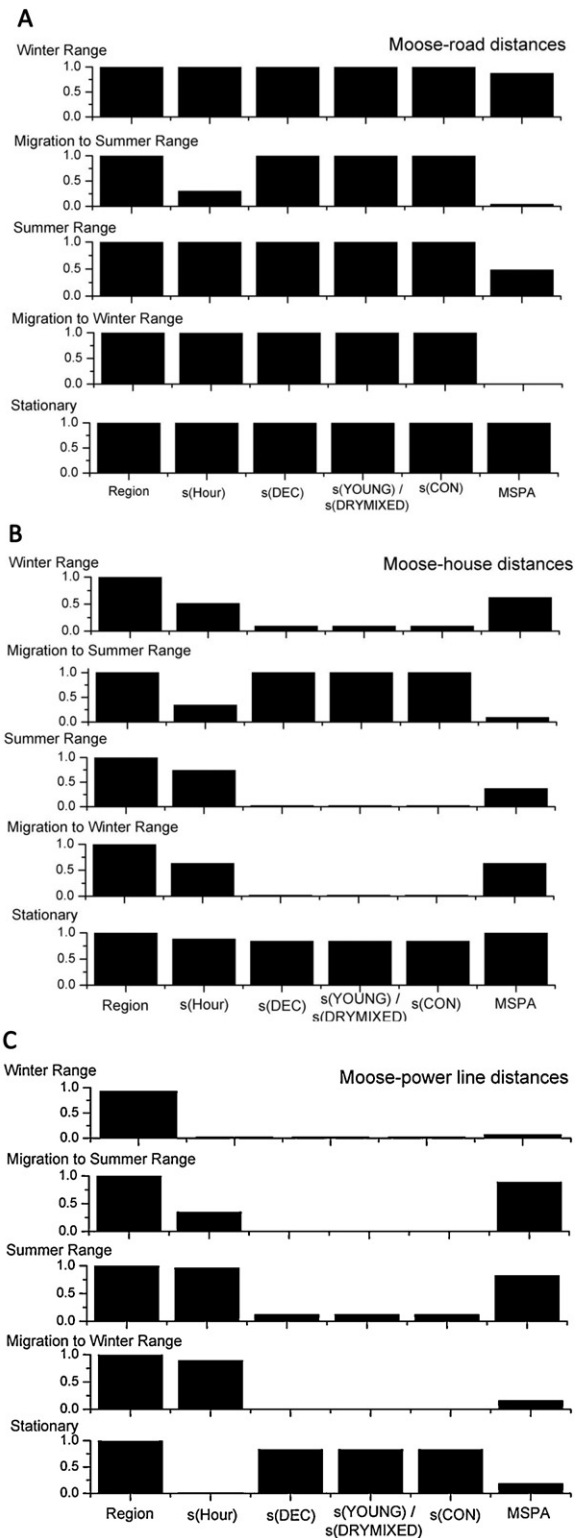 A
Moose-road distances
Winter Range
1.0
0.5
0.0
Migration to Summer Range
1.0
0.5
0.0
Summer Range
1.0
0.5
0.0
Migration to Winter Range
1.0
0.5
0.0
Stationary
1.0
0.5
0.0
Region s(Hour) s(DEC) s(YOUNG) / s(CON) MSPA
s(DRYMIXED)
B
Moose-house distances
Winter Range
1.0
0.5
0.0
Migration to Summer Range
1.0
0.5
0.0
Summer Range
1.0
0.5
0.0
Migration to Winter Range
1.0
0.5
0.0
Stationary
1.0
0.5
0.0
Region s(Hour) s(DEC) s(YOUNG) / s(CON) MSPA
s(DRYMIXED)
C
Winter Range
Moose-power line distances
1.0
0.5
0.0
Migration to Summer Range
1.0
0.5
0.0
Summer Range
1.0
0.5
0.0
Migration to Winter Range
1.0
0.5
0.0
Stationary
1.0
0.5
0.0
Region s(Hour) s(DEC) s(YOUNG) / s(CON) MSPA
s(DRYMIXED)